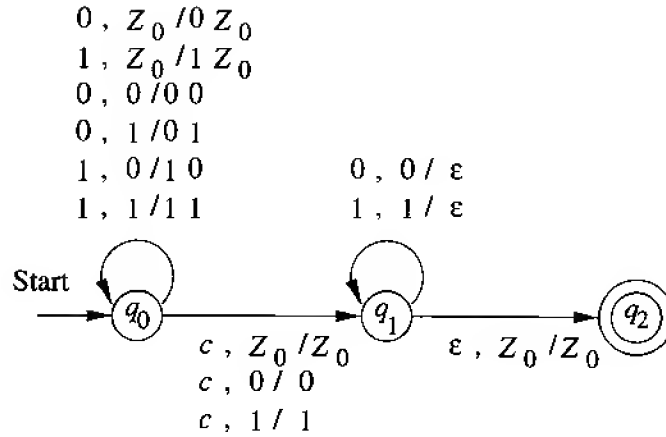 0 , Z0 / 0 Z0
1 , Z0 / 1 Z0
0 , 0 / 0 0
0 , 1 / 0 1
1 , 0 / 1 0
1 , 1 / 1 1
0 , 0 / ε
1 , 1 / ε
Start
q0
q1
q2
c , Z0 / Z0
c , 0 / 0
c , 1 / 1
ε , Z0 / Z0